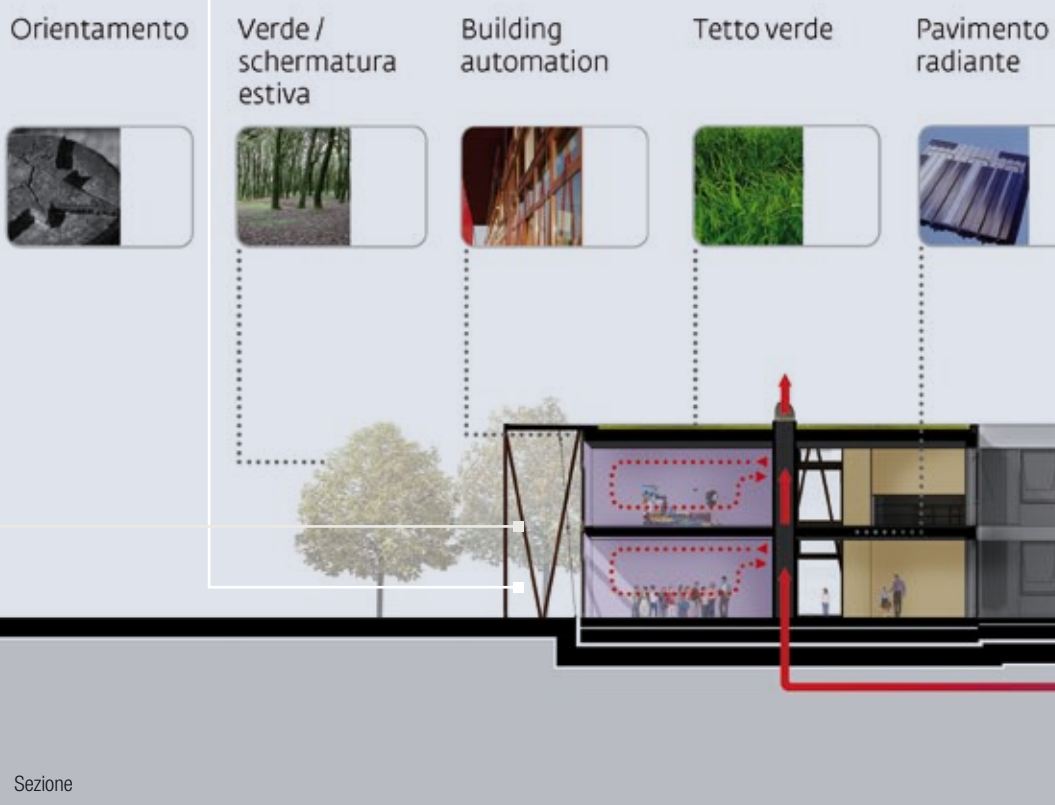 Orientamento
Verde /
schermatura
estiva
Building
automation
Tetto verde
Pavimento
radiante
Sezione